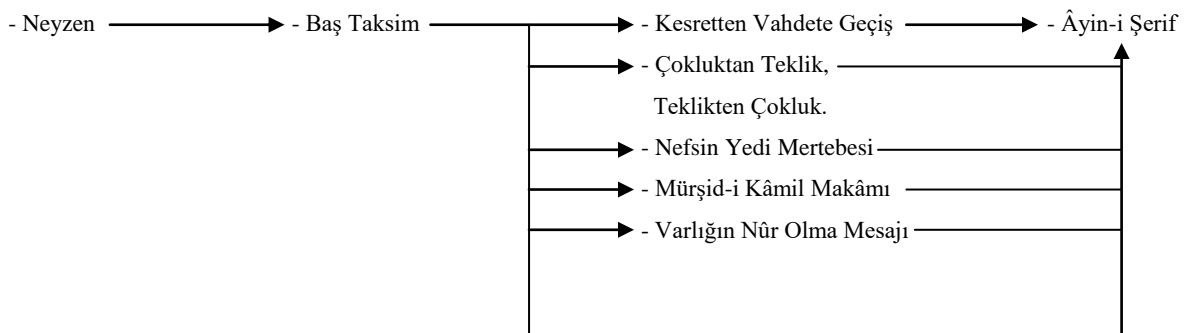 - Neyzen - Baş Taksim - Kesretten Vahdete Geçiş - Âyin-i Şerif
- Çokluktan Teklik,
Teklikten Çokluk.
- Nefsin Yedi Mertebesi
- Mürşid-i Kâmil Makâmı
- Varlığın Nûr Olma Mesajı